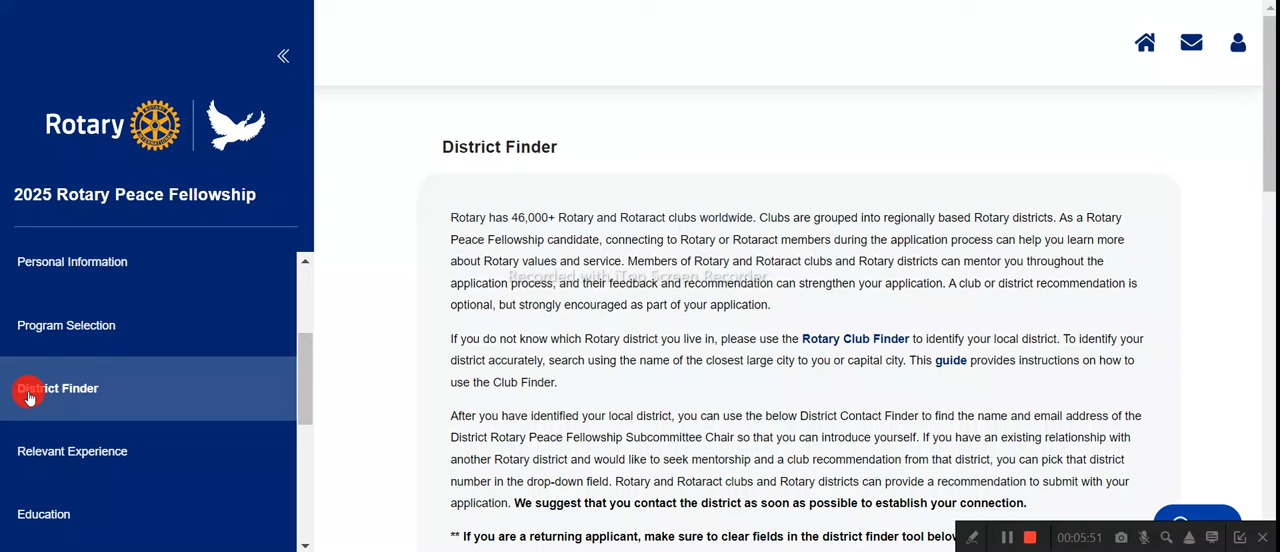 Rotary
2025 Rotary Peace Fellowship
Personal Information
Program Selection
District Finder
Relevant Experience
Education
District Finder
Rotary has 46,000+ Rotary and Rotaract clubs worldwide. Clubs are grouped into regionally based Rotary districts. As a Rotary
Peace Fellowship candidate, connecting to Rotary or Rotaract members during the application process can help you learn more
about Rotary values and service. Members of Rotary and Rotaract clubs and Rotary districts can mentor you throughout the
Recorded with iTop Screen Recorder
application process, and their feedback and recommendation can strengthen your application. A club or district recommendation is
optional, but strongly encouraged as part of your application.
If you do not know which Rotary district you live in, please use the Rotary Club Finder to identify your local district. To identify your
district accurately, search using the name of the closest large city to you or capital city. This guide provides instructions on how to
use the Club Finder.
After you have identified your local district, you can use the below District Contact Finder to find the name and email address of the
District Rotary Peace Fellowship Subcommittee Chair so that you can introduce yourself. If you have an existing relationship with
another Rotary district and would like to seek mentorship and a club recommendation from that district, you can pick that district
number in the drop-down field. Rotary and Rotaract clubs and Rotary districts can provide a recommendation to submit with your
application. We suggest that you contact the district as soon as possible to establish your connection.
** If you are a returning applicant, make sure to clear fields in the district finder tool below
00:05:51